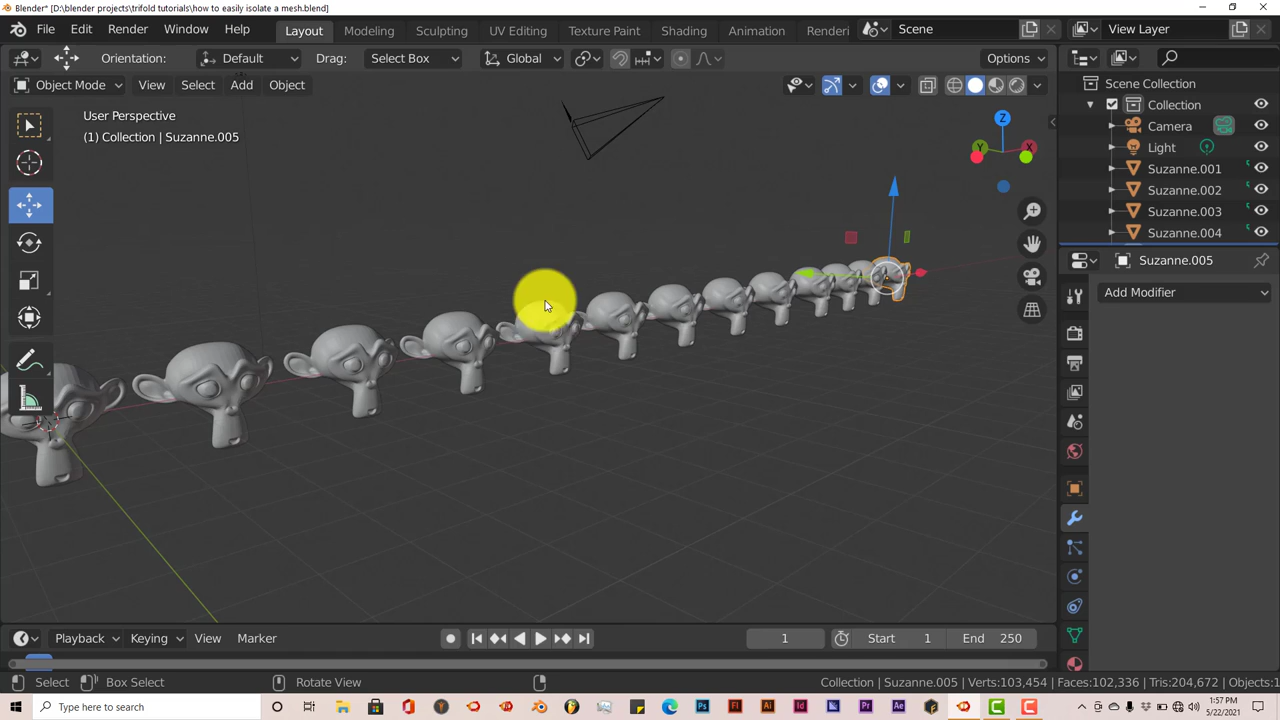 Blender* [D:\blender projects\trifold tutorials\how to easily isolate a mesh.blend]
File Edit Render Window Help Layout Modeling Sculpting UV Editing Texture Paint Shading Animation Renderi Scene View Layer
Orientation: Default Drag: Select Box Global Options
Object Mode View Select Add Object
Scene Collection
User Perspective
Collection
(1) Collection | Suzanne.005
Camera
Light
Suzanne.001
Suzanne.002
Suzanne.003
Suzanne.004
Z
Y
X
Suzanne.005
Add Modifier
Playback Keying View Marker 1 Start 1 End 250
Select Box Select Rotate View Collection | Suzanne.005 | Verts:103,454 | Faces:102,336 | Tris:204,672 | Objects:1
Type here to search
1:57 PM
5/22/2021